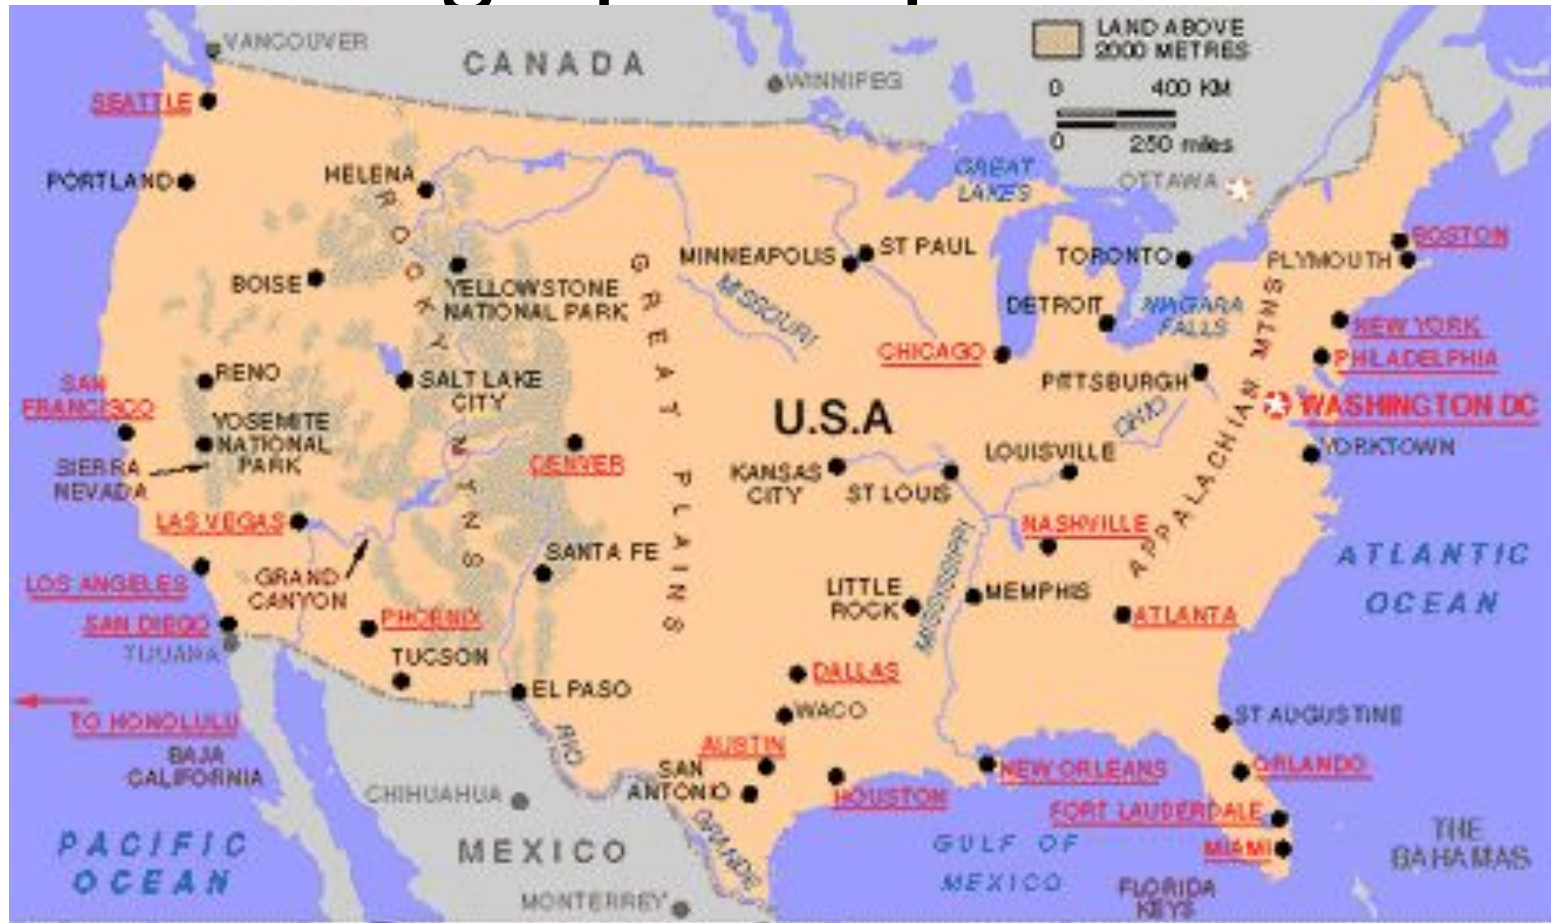 VANCOUVER
CANADA
WINNIPEG
LAND ABOVE
2000 METRES
0 400 KM
0 250 miles
SEATTLE
PORTLAND
HELENA
GREAT
LAKES
OTTAWA
ROCKY MTNS
BOISE
YELLOWSTONE
NATIONAL PARK
GREAT PLAINS
MINNEAPOLIS
ST PAUL
MISSOURI
TORONTO
DETROIT
NIAGARA
FALLS
BOSTON
PLYMOUTH
NEW YORK
PHILADELPHIA
WASHINGTON DC
YORKTOWN
APPALACHIAN MTNS
CHICAGO
PITTSBURGH
OHIO
SAN
FRANCISCO
RENO
SALT LAKE
CITY
YOSEMITE
NATIONAL
PARK
SIERRA
NEVADA
DENVER
U.S.A
KANSAS
CITY
ST LOUIS
LOUISVILLE
LAS VEGAS
GRAND
CANYON
SANTA FE
NASHVILLE
MISSISSIPPI
LOS ANGELES
LITTLE
ROCK
MEMPHIS
ATLANTA
ATLANTIC
OCEAN
SAN DIEGO
TIJUANA
PHOENIX
TUCSON
EL PASO
DALLAS
WACO
TO HONOLULU
BAJA
CALIFORNIA
RIO
GRANDE
AUSTIN
SAN
ANTONIO
HOUSTON
NEW ORLEANS
ST AUGUSTINE
ORLANDO
FORT LAUDERDALE
MIAMI
CHIHUAHUA
MEXICO
MONTERREY
PACIFIC
OCEAN
GULF OF
MEXICO
FLORIDA
KEYS
THE
BAHAMAS